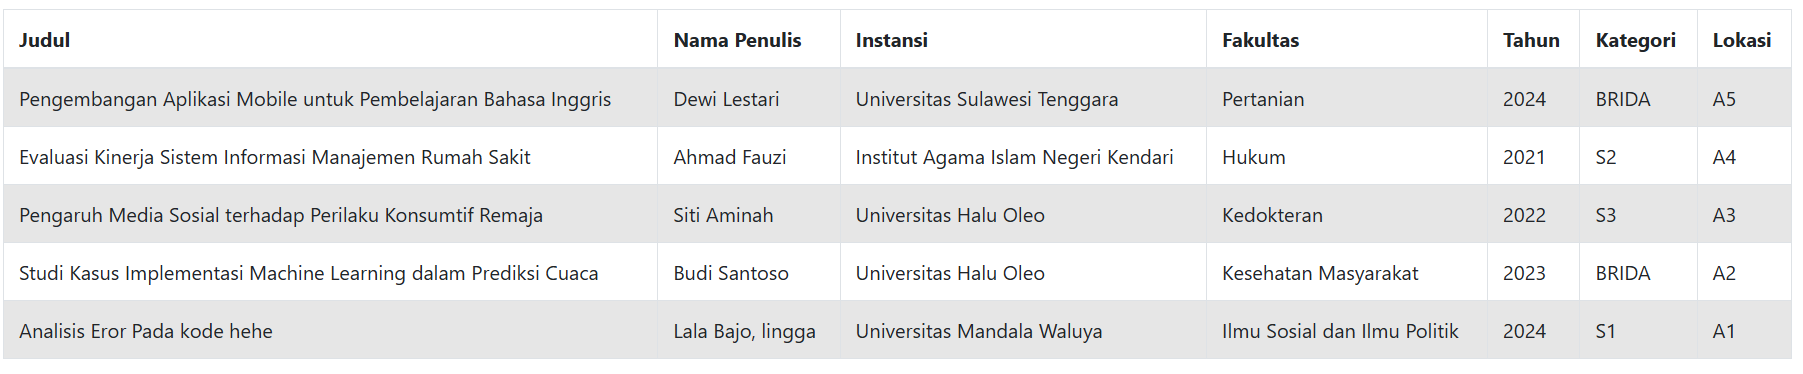 Judul Nama Penulis Instansi Fakultas Tahun Kategori Lokasi
Pengembangan Aplikasi Mobile untuk Pembelajaran Bahasa Inggris Dewi Lestari Universitas Sulawesi Tenggara Pertanian 2024 BRIDA A5
Evaluasi Kinerja Sistem Informasi Manajemen Rumah Sakit Ahmad Fauzi Institut Agama Islam Negeri Kendari Hukum 2021 S2 A4
Pengaruh Media Sosial terhadap Perilaku Konsumtif Remaja Siti Aminah Universitas Halu Oleo Kedokteran 2022 S3 A3
Studi Kasus Implementasi Machine Learning dalam Prediksi Cuaca Budi Santoso Universitas Halu Oleo Kesehatan Masyarakat 2023 BRIDA A2
Analisis Eror Pada kode hehe Lala Bajo, lingga Universitas Mandala Waluya Ilmu Sosial dan Ilmu Politik 2024 S1 A1